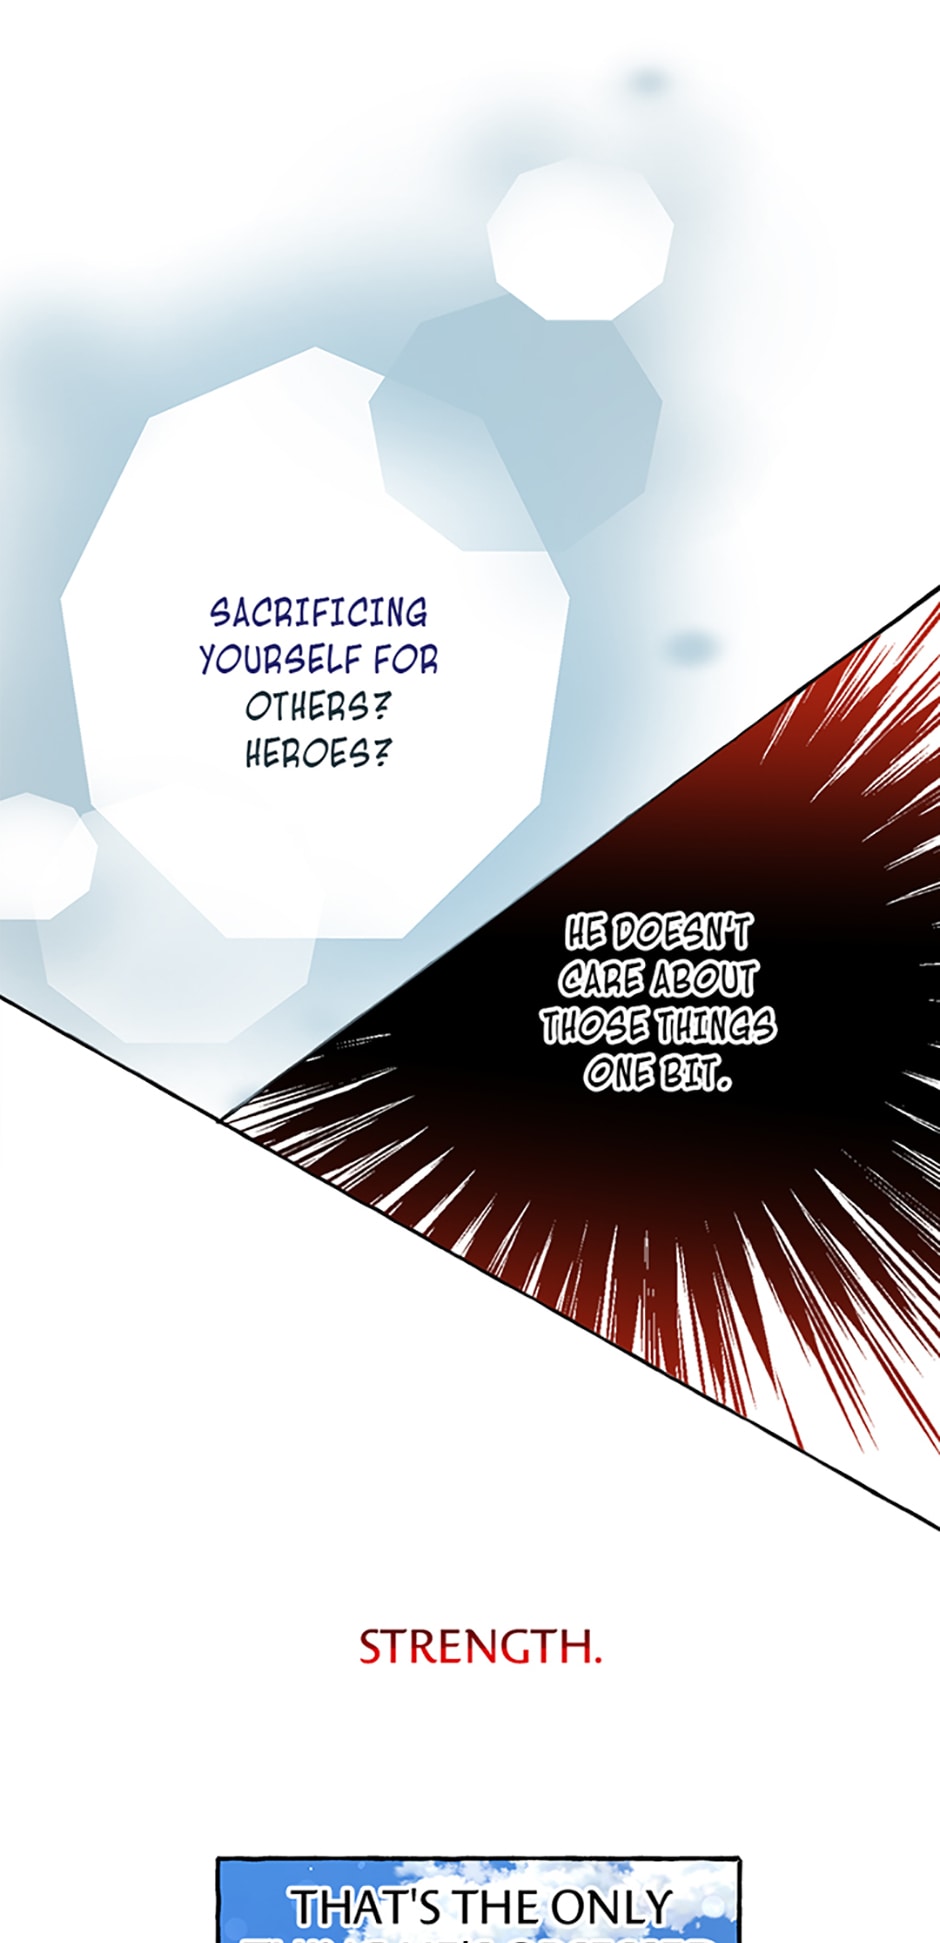 SACRIFICING
YOURSELF FOR
OTHERS?
HEROES?
HE DOESN'T
CARE ABOUT
THOSE THINGS
ONE BIT.
STRENGTH.
THAT'S THE ONLY